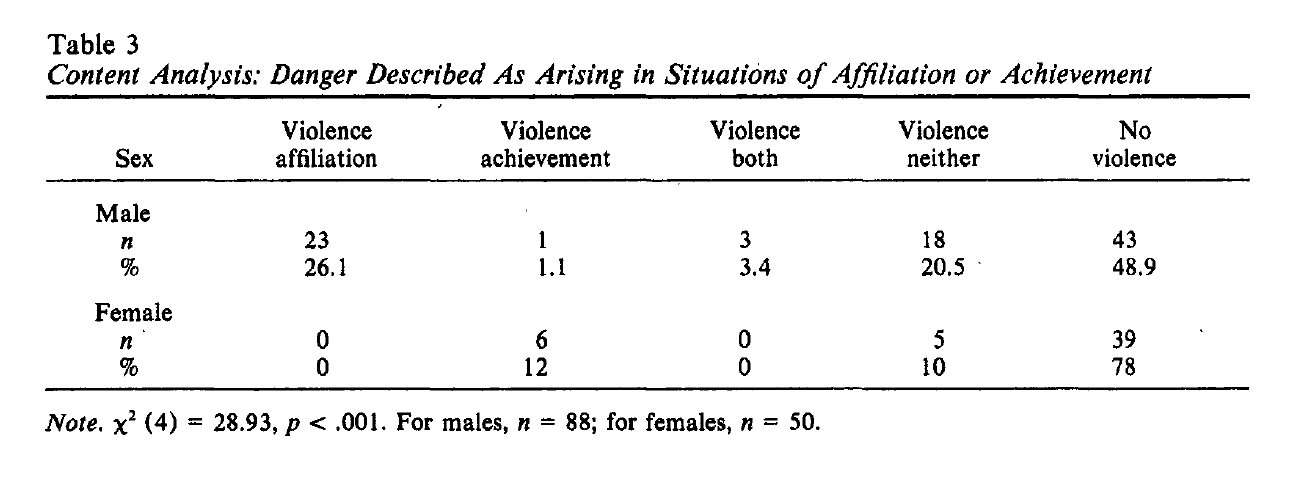 Table 3
Content Analysis: Danger Described As Arising in Situations of Affiliation or Achievement
Violence Violence Violence Violence No
Sex affiliation achievement both neither violence
Male
n 23 1 3 18 43
% 26.1 1.1 3.4 20.5 48.9
Female
n 0 6 0 5 39
% 0 12 0 10 78
Note. χ² (4) = 28.93, p < .001. For males, n = 88; for females, n = 50.